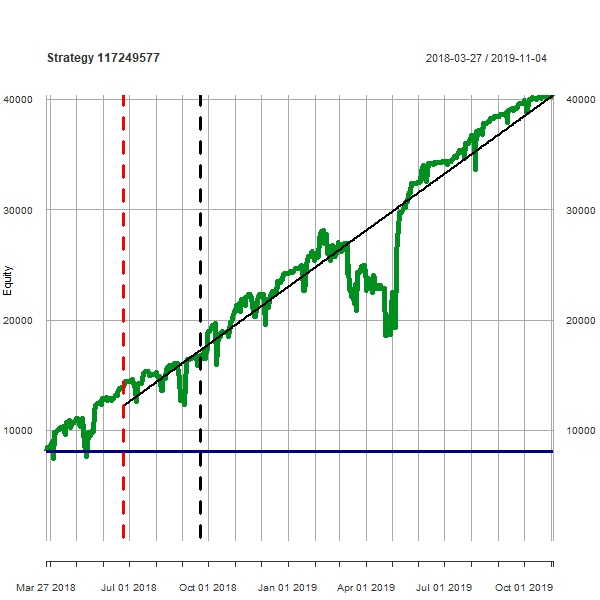 Strategy 117249577
2018-03-27 / 2019-11-04
40000 40000
30000 30000
20000 20000
10000 10000
Equity
Mar 27 2018 Jul 01 2018 Oct 01 2018 Jan 01 2019 Apr 01 2019 Jul 01 2019 Oct 01 2019